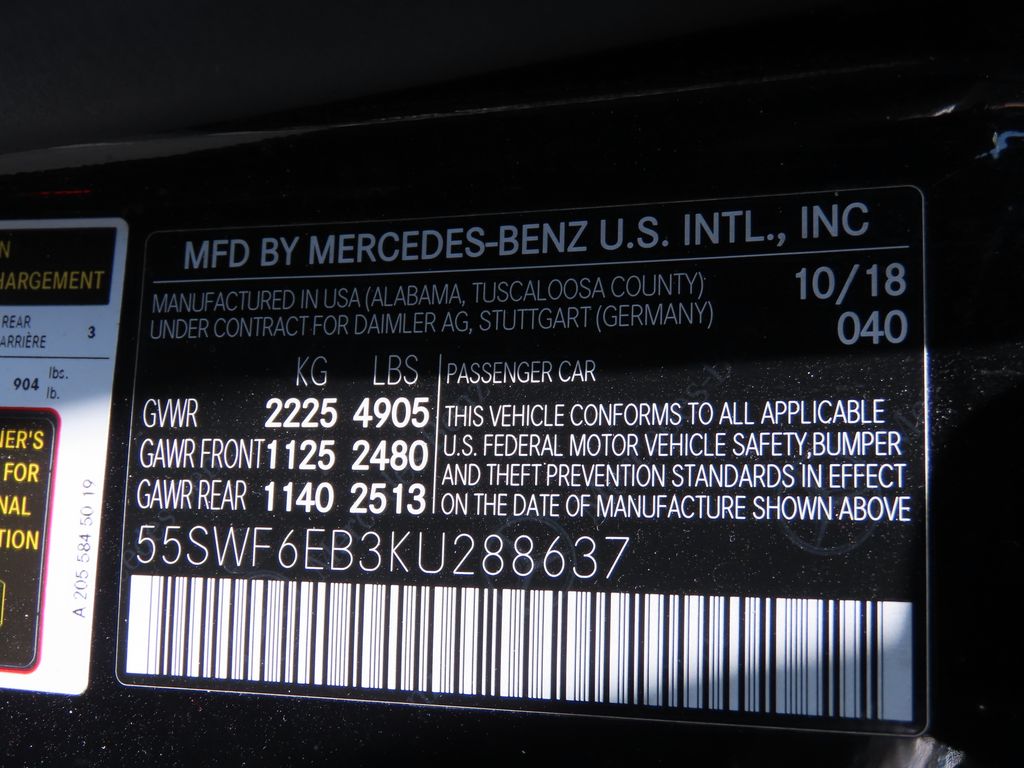 MFD BY MERCEDES-BENZ U.S. INTL., INC
MANUFACTURED IN USA (ALABAMA, TUSCALOOSA COUNTY)
UNDER CONTRACT FOR DAIMLER AG, STUTTGART (GERMANY)
10/18
040
KG LBS
GVWR 2225 4905
GAWR FRONT 1125 2480
GAWR REAR 1140 2513
PASSENGER CAR
THIS VEHICLE CONFORMS TO ALL APPLICABLE
U.S. FEDERAL MOTOR VEHICLE SAFETY, BUMPER
AND THEFT PREVENTION STANDARDS IN EFFECT
ON THE DATE OF MANUFACTURE SHOWN ABOVE
55SWF6EB3KU288637
N
HARGEMENT
REAR
ARRIÈRE 3
904 lbs.
lb.
NER'S
FOR
NAL
TION
A 205 584 50 19